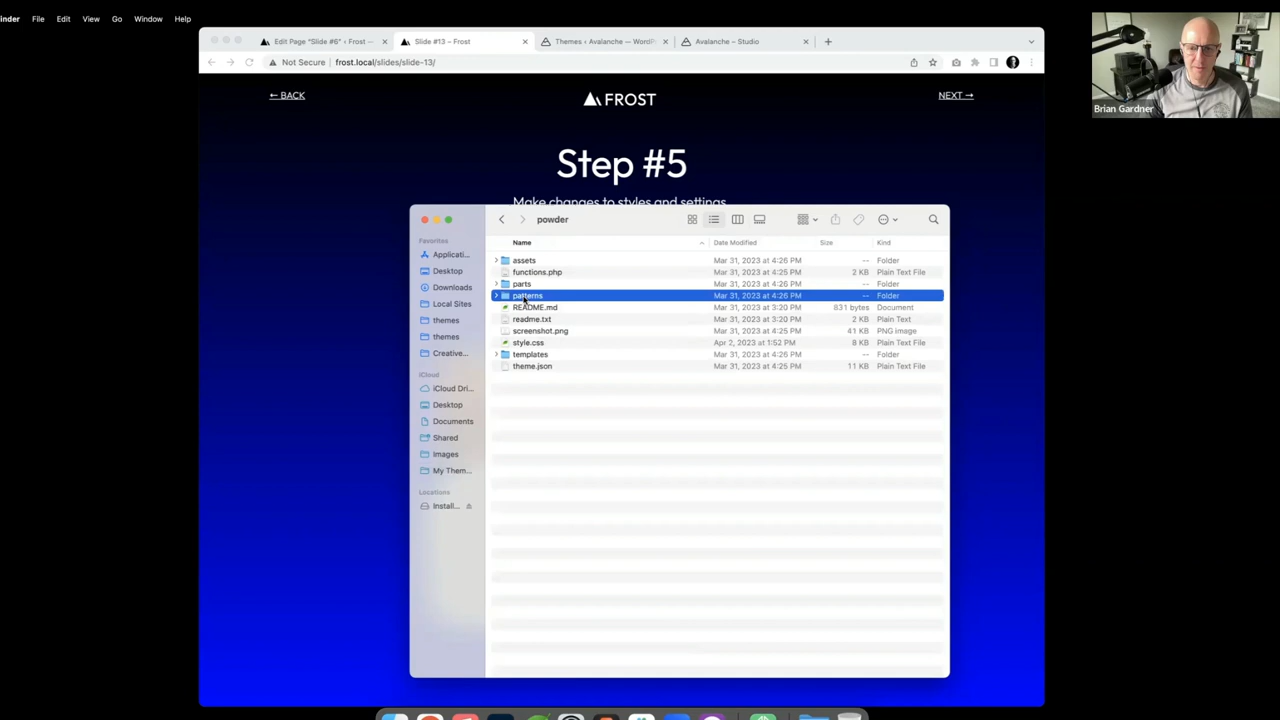 inder File Edit View Go Window Help
Edit Page "Slide #6" ‹ Frost —
Slide #13 – Frost
Themes ‹ Avalanche — WordP
Avalanche – Studio
Not Secure
frost.local/slides/slide-13/
← BACK
FROST
NEXT →
Step #5
Make changes to styles and settings
powder
Favorites
Applicati...
Desktop
Downloads
Local Sites
themes
themes
Creative...
iCloud
iCloud Dri...
Desktop
Documents
Shared
Images
My Them...
Locations
Install...
Name Date Modified Size Kind
assets Mar 31, 2023 at 4:26 PM -- Folder
functions.php Mar 31, 2023 at 4:25 PM 2 KB Plain Text File
parts Mar 31, 2023 at 4:26 PM -- Folder
patterns Mar 31, 2023 at 4:26 PM -- Folder
README.md Mar 31, 2023 at 3:20 PM 831 bytes Document
readme.txt Mar 31, 2023 at 3:20 PM 2 KB Plain Text
screenshot.png Mar 31, 2023 at 4:25 PM 41 KB PNG image
style.css Apr 2, 2023 at 1:52 PM 8 KB Plain Text File
templates Mar 31, 2023 at 4:26 PM -- Folder
theme.json Mar 31, 2023 at 4:25 PM 11 KB Plain Text File
Brian Gardner